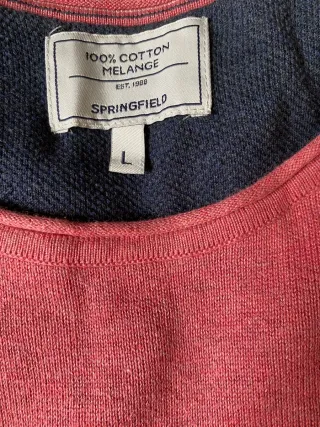 100% COTTON
MELANGE
EST. 1988
SPRINGFIELD
L